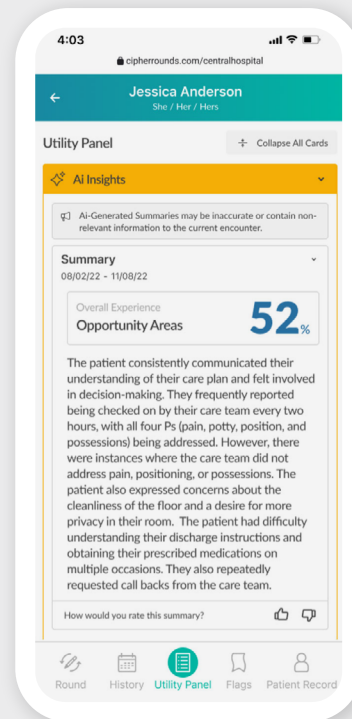 4:03
cipherrounds.com/centralhospital
Jessica Anderson
She / Her / Hers
Utility Panel
Collapse All Cards
Ai Insights
Ai-Generated Summaries may be inaccurate or contain non-
relevant information to the current encounter.
Summary
08/02/22 - 11/08/22
Overall Experience
Opportunity Areas
52%
The patient consistently communicated their
understanding of their care plan and felt involved
in decision-making. They frequently reported
being checked on by their care team every two
hours, with all four Ps (pain, potty, position, and
possessions) being addressed. However, there
were instances where the care team did not
address pain, positioning, or possessions. The
patient also expressed concerns about the
cleanliness of the floor and a desire for more
privacy in their room. The patient had difficulty
understanding their discharge instructions and
obtaining their prescribed medications on
multiple occasions. They also repeatedly
requested call backs from the care team.
How would you rate this summary?
Round History Utility Panel Flags Patient Record